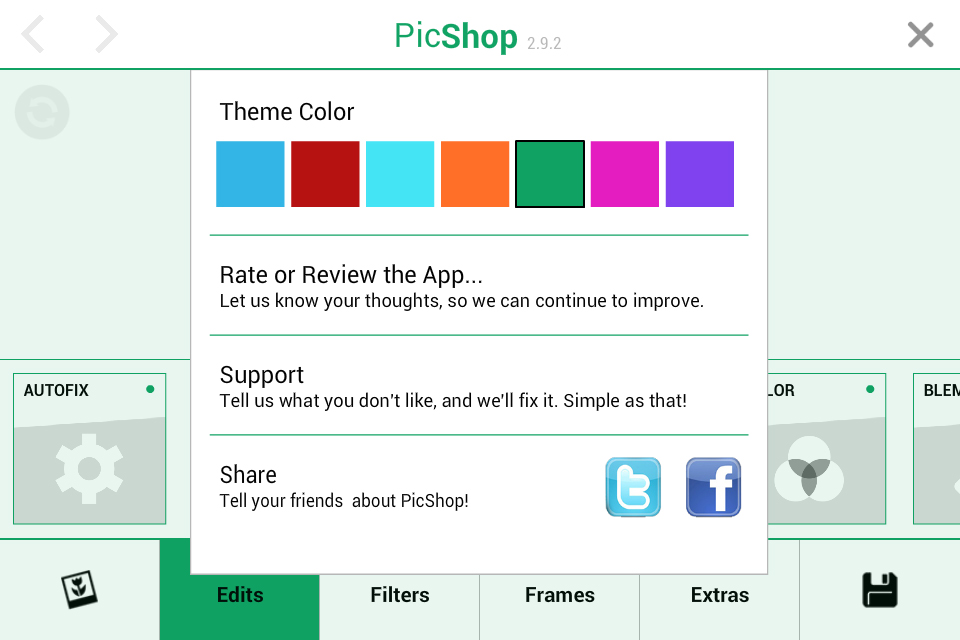 PicShop 2.9.2
Theme Color
Rate or Review the App...
Let us know your thoughts, so we can continue to improve.
Support
Tell us what you don't like, and we'll fix it. Simple as that!
Share
Tell your friends  about PicShop!
AUTOFIX
LOR
BLEM
Edits
Filters
Frames
Extras